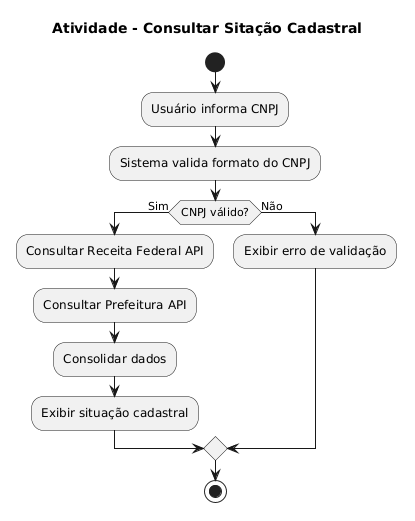 Atividade - Consultar Sitação Cadastral
Usuário informa CNPJ
Sistema valida formato do CNPJ
Sim
CNPJ válido?
Não
Consultar Receita Federal API
Exibir erro de validação
Consultar Prefeitura API
Consolidar dados
Exibir situação cadastral